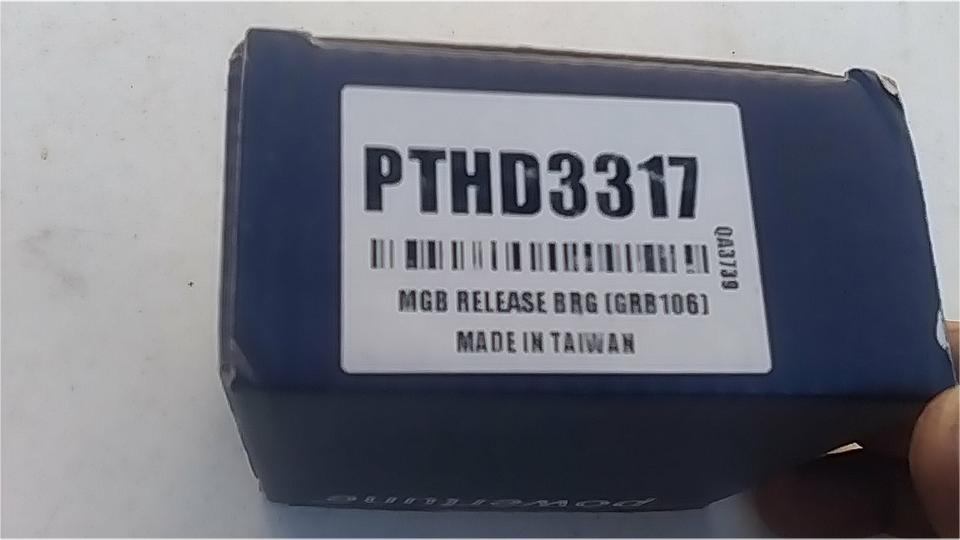 PTHD3317
QA3739
MGB RELEASE BRG (GRB106)
MADE IN TAIWAN
powertune